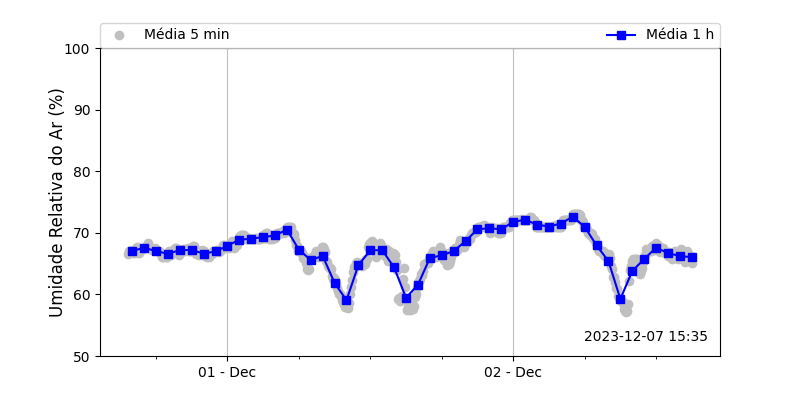 Média 5 min
Média 1 h
Umidade Relativa do Ar (%)
100
90
80
70
60
50
2023-12-07 15:35
01 - Dec
02 - Dec